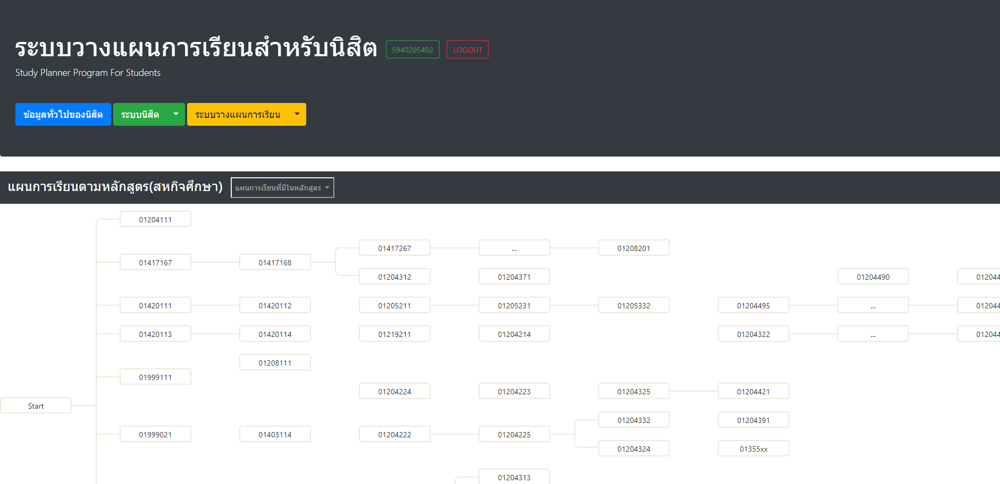 ระบบวางแผนการเรียนสำหรับนิสิต 5940205402 LOGOUT
Study Planner Program For Students
ข้อมูลทั่วไปของนิสิต ระบบนิสิต ระบบวางแผนการเรียน
แผนการเรียนตามหลักสูตร(สหกิจศึกษา) แผนการเรียนที่มีในหลักสูตร
01204111
01417267 ... 01208201
01417167 01417168
01204312 01204371 01204490 012044
01420111 01420112 01205211 01205231 01205332 01204495 ... 012044
01420113 01420114 01219211 01204214 01204322 ... 012044
01208111
01999111
01204224 01204223 01204325 01204421
Start
01204332 01204391
01999021 01403114 01204222 01204225
01204324 01355xx
01204313